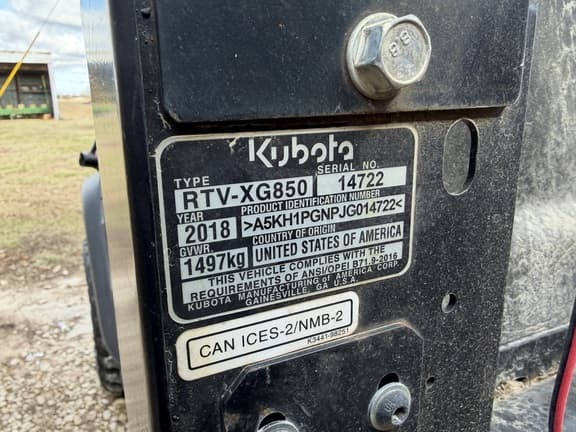 Kubota
TYPE SERIAL NO.
RTV-XG850 14722
YEAR PRODUCT IDENTIFICATION NUMBER
2018 >A5KH1PGNPJG014722<
GVWR. COUNTRY OF ORIGIN
1497kg UNITED STATES OF AMERICA
THIS VEHICLE COMPLIES WITH THE
REQUIREMENTS OF ANSI/OPEI B71.9-2016
KUBOTA MANUFACTURING of AMERICA CORP.
GAINESVILLE, GA U.S.A.
CAN ICES-2/NMB-2
K3441-98251